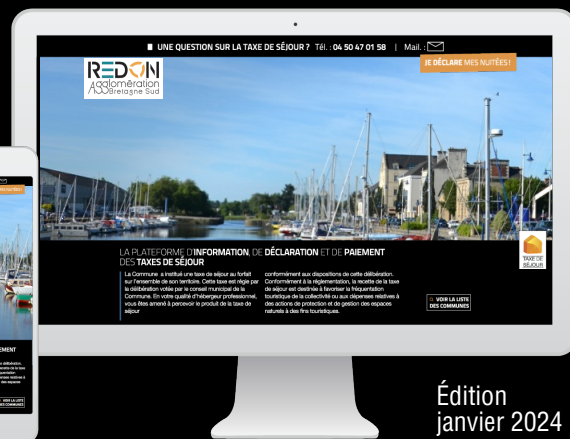 UNE QUESTION SUR LA TAXE DE SÉJOUR ? Tél. : 04 50 47 01 58 | Mail. :
JE DÉCLARE MES NUITÉES !
REDON
Agglomération
Bretagne Sud
LA PLATEFORME D'INFORMATION, DE DÉCLARATION ET DE PAIEMENT
DES TAXES DE SÉJOUR
La Commune a institué une taxe de séjour au forfait
sur l'ensemble de son territoire. Cette taxe est régie par
la délibération votée par le conseil municipal de la
Commune. En votre qualité d'hébergeur professionnel,
vous êtes amené à percevoir le produit de la taxe de
séjour
conformément aux dispositions de cette délibération.
Conformément à la réglementation, la recette de la taxe
de séjour est destinée à favoriser la fréquentation
touristique de la collectivité ou aux dépenses relatives à
des actions de protection et de gestion des espaces
naturels à des fins touristiques.
TAXE DE
SÉJOUR
VOIR LA LISTE
DES COMMUNES
EMENT
VOIR LA LISTE
DES COMMUNES
Édition
janvier 2024